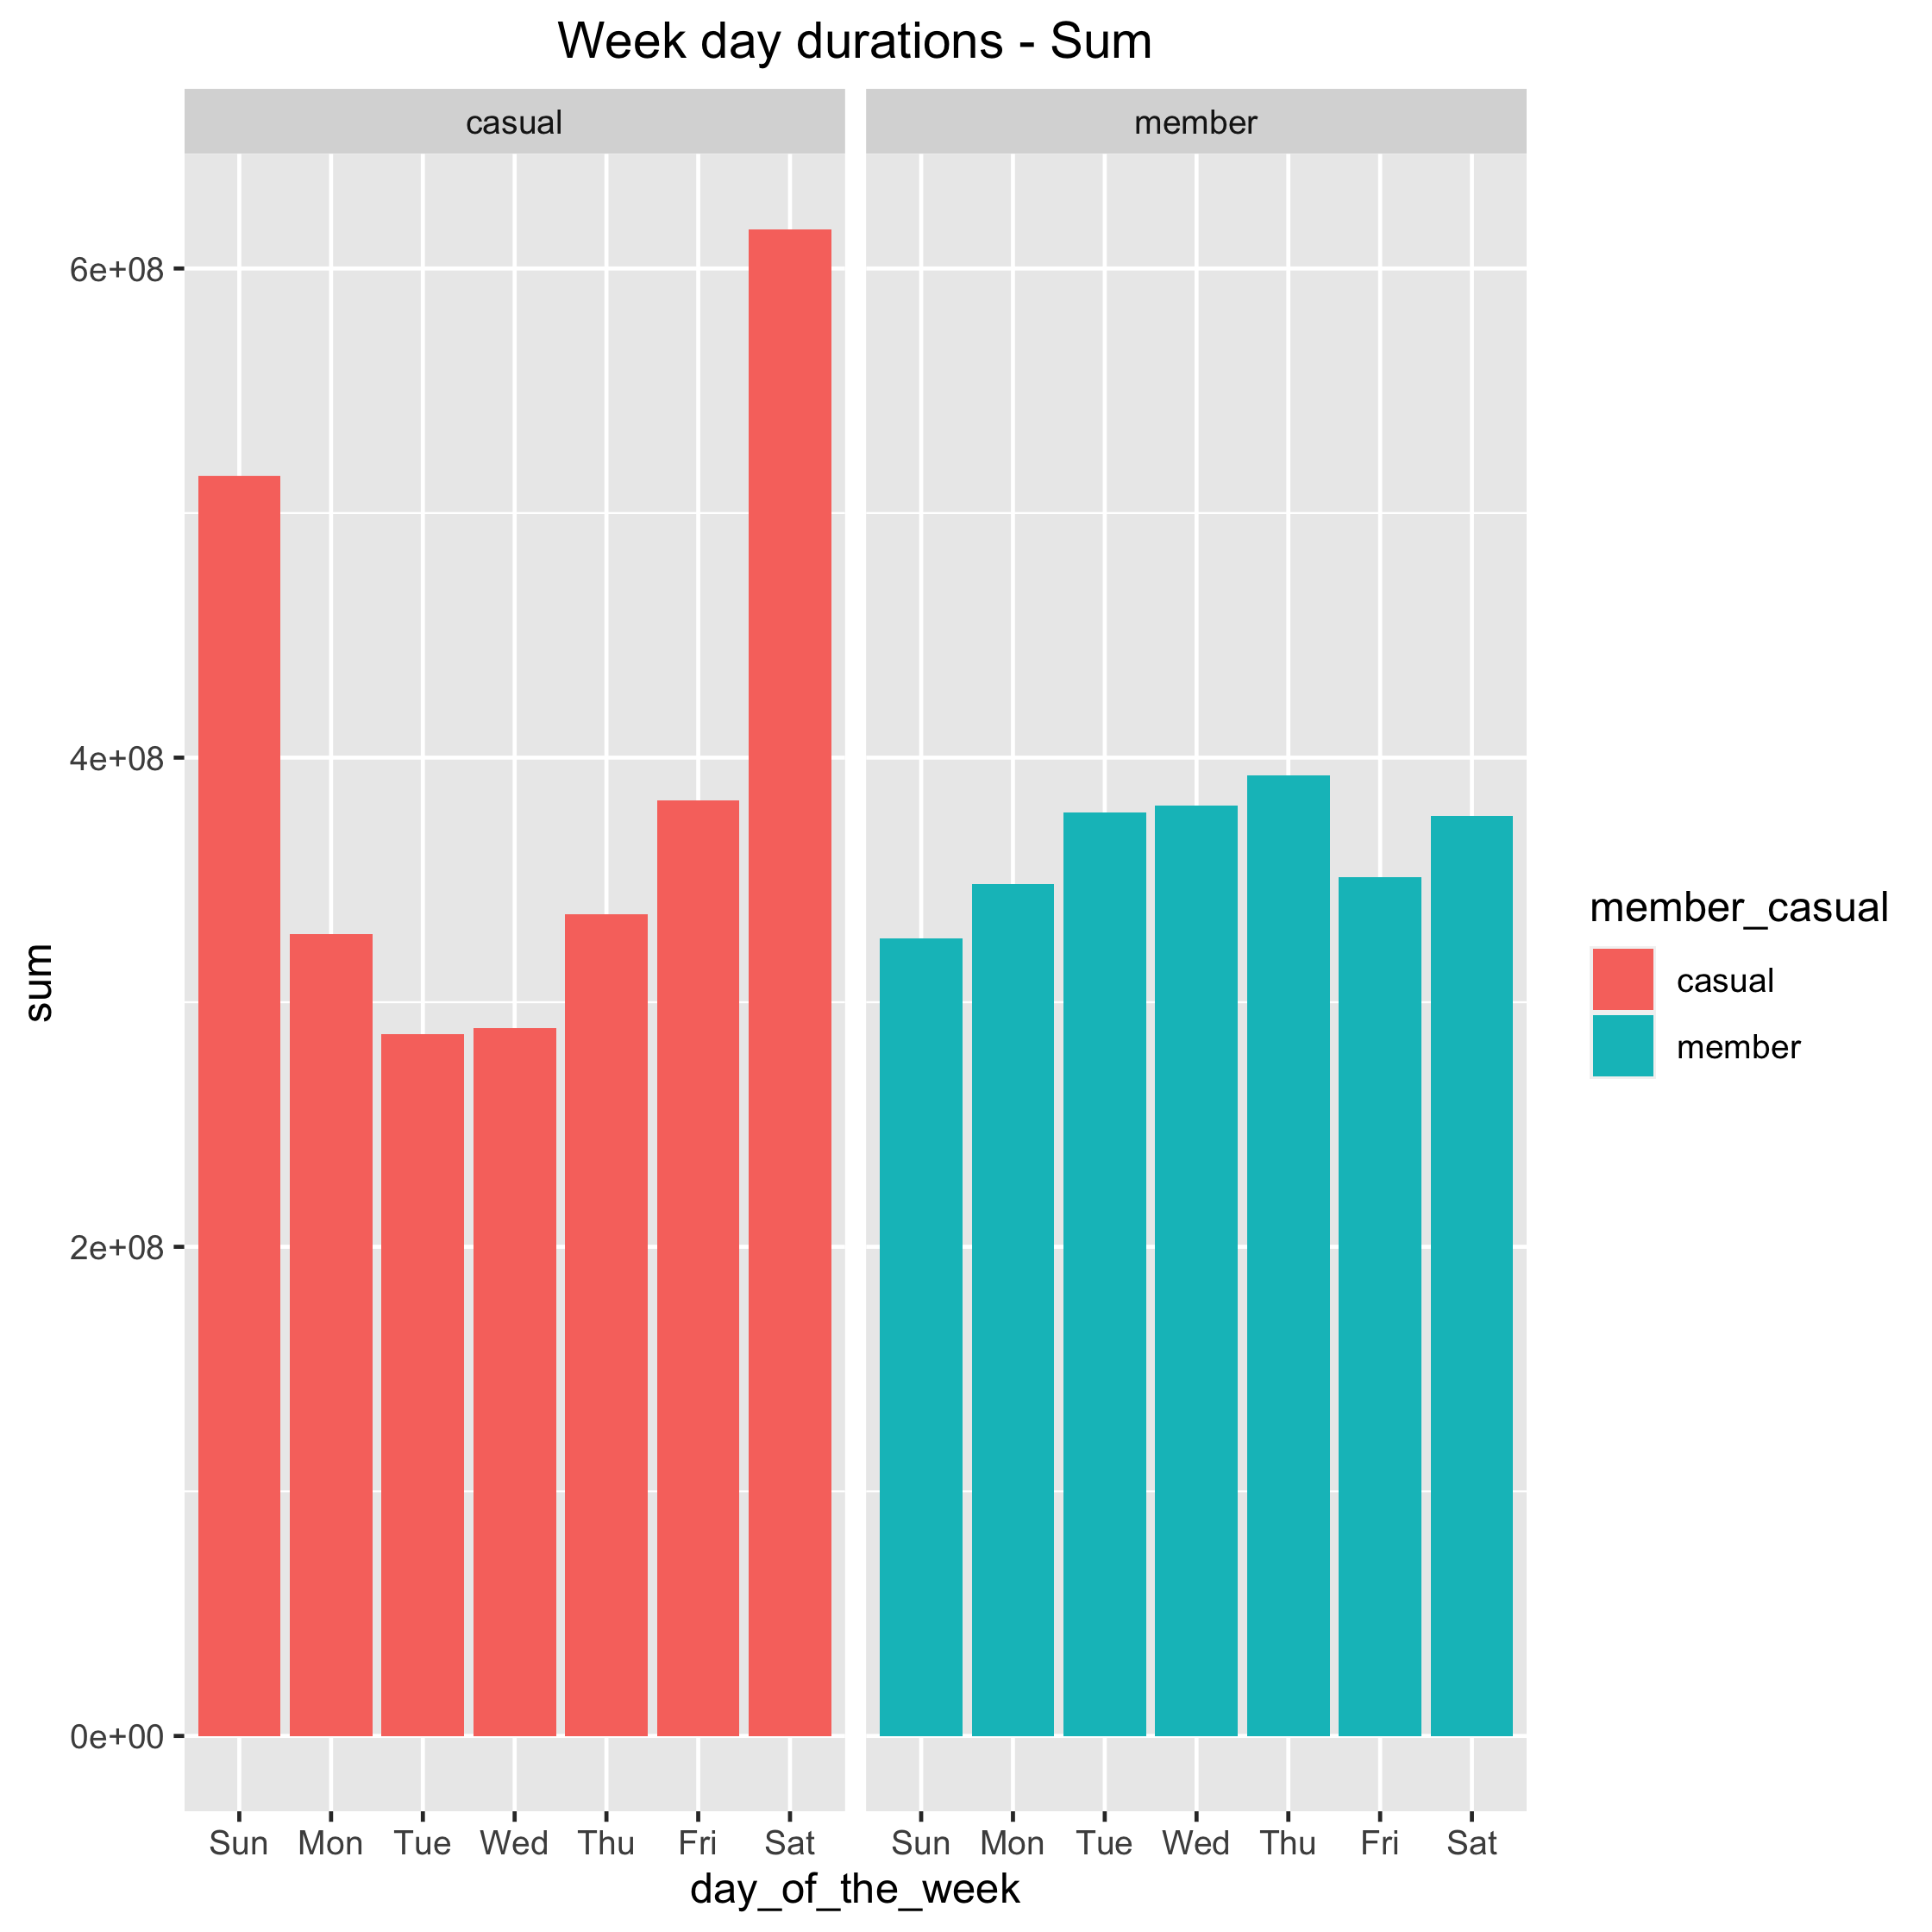 Week day durations - Sum
casual
member
6e+08
4e+08
2e+08
0e+00
sum
Sun Mon Tue Wed Thu Fri Sat
Sun Mon Tue Wed Thu Fri Sat
day_of_the_week
member_casual
casual
member